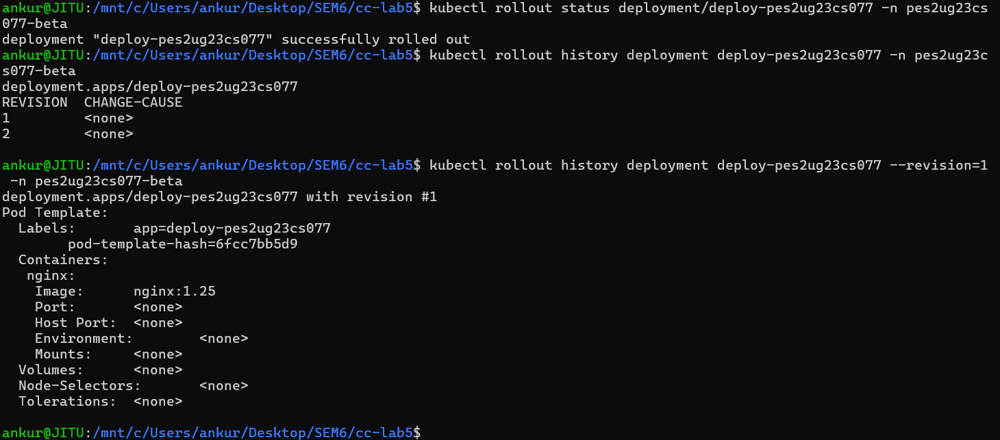 ankur@JITU:/mnt/c/Users/ankur/Desktop/SEM6/cc-lab5$ kubectl rollout status deployment/deploy-pes2ug23cs077 -n pes2ug23cs
077-beta
deployment "deploy-pes2ug23cs077" successfully rolled out
ankur@JITU:/mnt/c/Users/ankur/Desktop/SEM6/cc-lab5$ kubectl rollout history deployment deploy-pes2ug23cs077 -n pes2ug23c
s077-beta
deployment.apps/deploy-pes2ug23cs077
REVISION  CHANGE-CAUSE
1         <none>
2         <none>

ankur@JITU:/mnt/c/Users/ankur/Desktop/SEM6/cc-lab5$ kubectl rollout history deployment deploy-pes2ug23cs077 --revision=1
 -n pes2ug23cs077-beta
deployment.apps/deploy-pes2ug23cs077 with revision #1
Pod Template:
  Labels:       app=deploy-pes2ug23cs077
        pod-template-hash=6fcc7bb5d9
  Containers:
   nginx:
    Image:      nginx:1.25
    Port:       <none>
    Host Port:  <none>
    Environment:        <none>
    Mounts:     <none>
  Volumes:      <none>
  Node-Selectors:       <none>
  Tolerations:  <none>

ankur@JITU:/mnt/c/Users/ankur/Desktop/SEM6/cc-lab5$